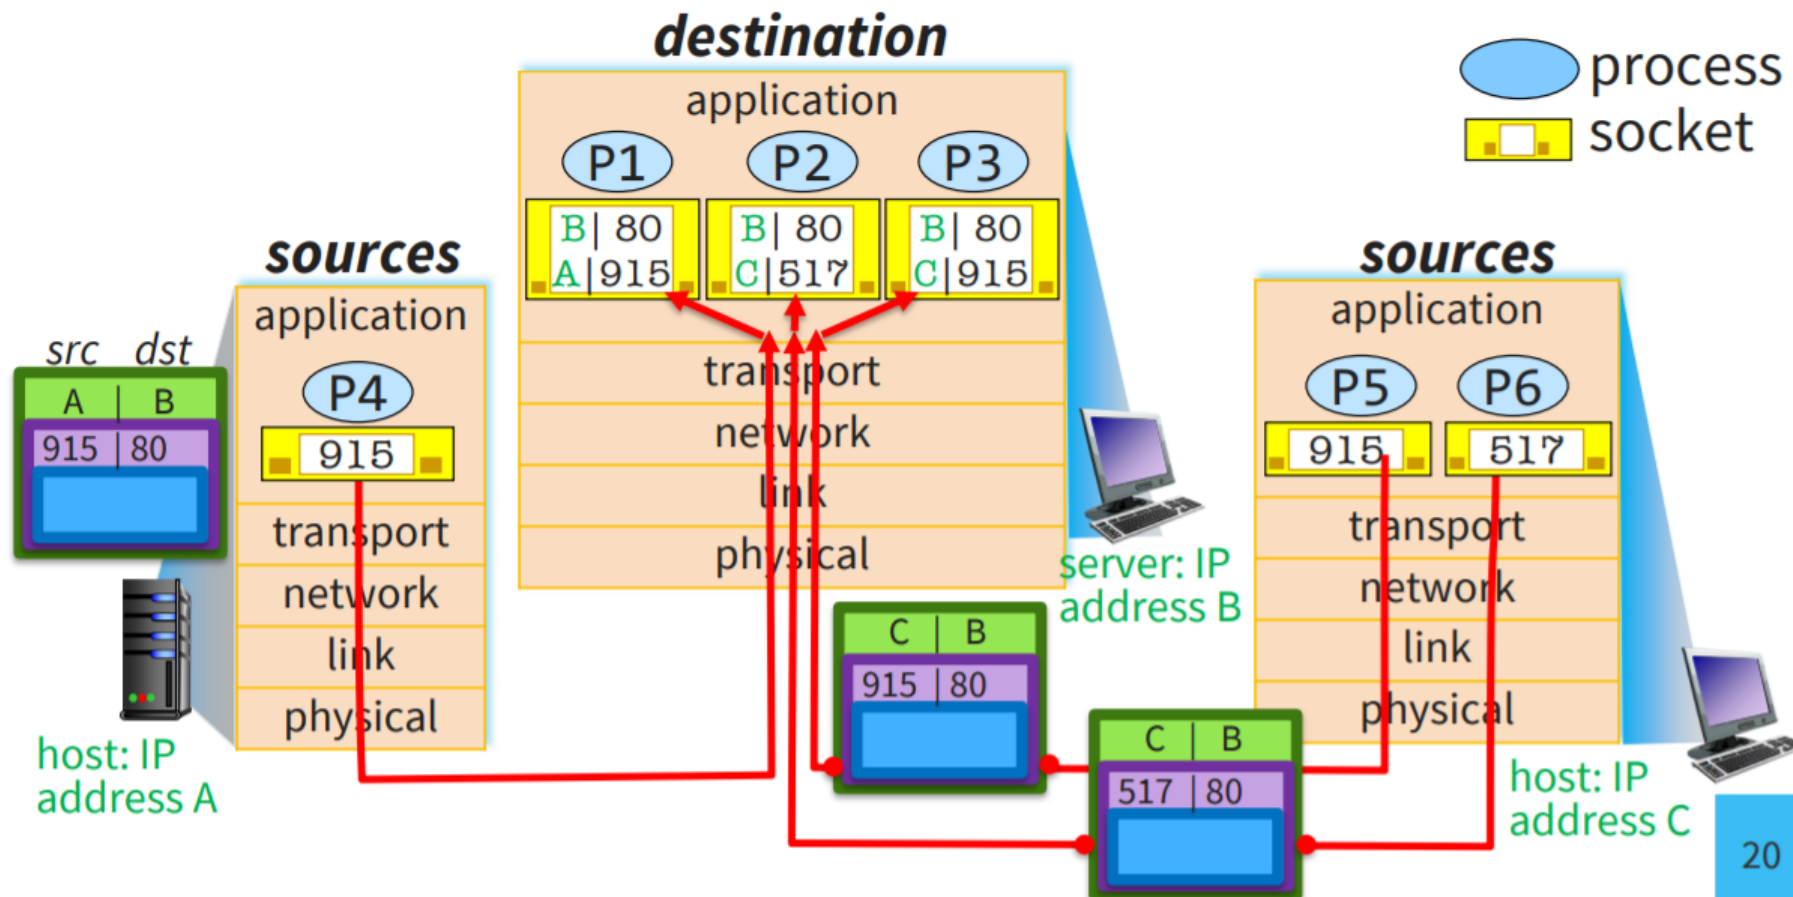 destination
application
P1
P2
P3
B| 80
A|915
B| 80
C|517
B| 80
C|915
transport
network
link
physical
server: IP
address B
process
socket
sources
application
P4
915
transport
network
link
physical
src dst
A | B
915 | 80
host: IP
address A
C | B
915 | 80
C | B
517 | 80
sources
application
P5
P6
915
517
transport
network
link
physical
host: IP
address C
20